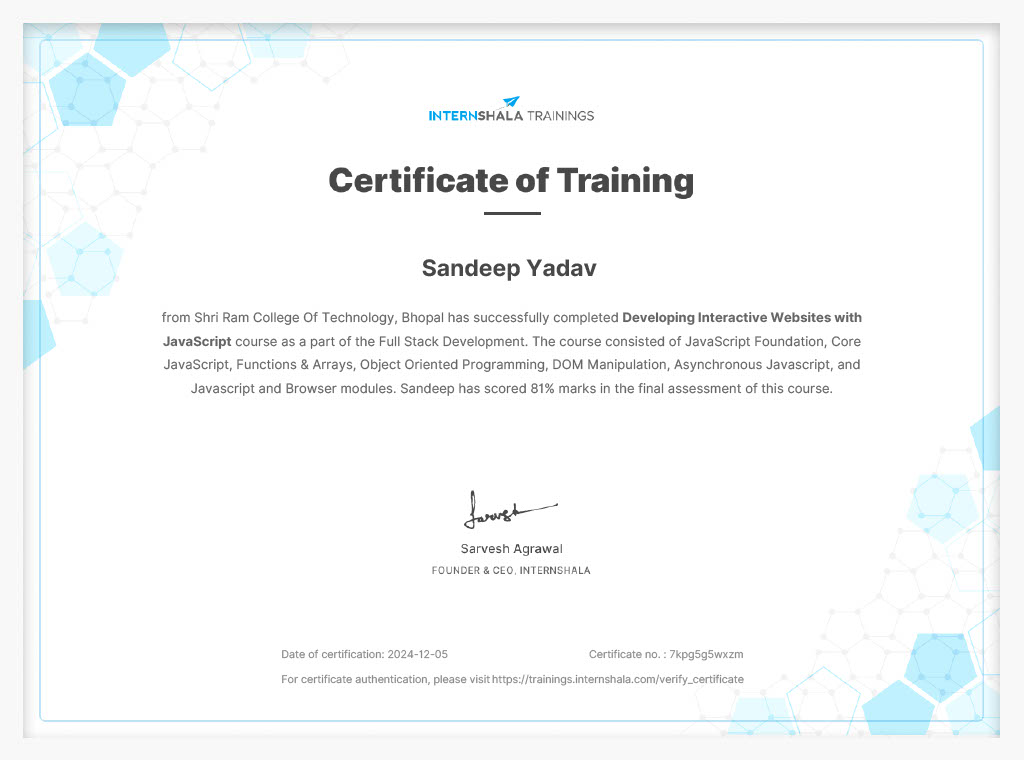 INTERNSHALA TRAININGS
Certificate of Training
Sandeep Yadav
from Shri Ram College Of Technology, Bhopal has successfully completed Developing Interactive Websites with
JavaScript course as a part of the Full Stack Development. The course consisted of JavaScript Foundation, Core
JavaScript, Functions & Arrays, Object Oriented Programming, DOM Manipulation, Asynchronous Javascript, and
Javascript and Browser modules. Sandeep has scored 81% marks in the final assessment of this course.
Sarvesh
Sarvesh Agrawal
FOUNDER & CEO, INTERNSHALA
Date of certification: 2024-12-05 Certificate no. : 7kpg5g5wxzm
For certificate authentication, please visit https://trainings.internshala.com/verify_certificate